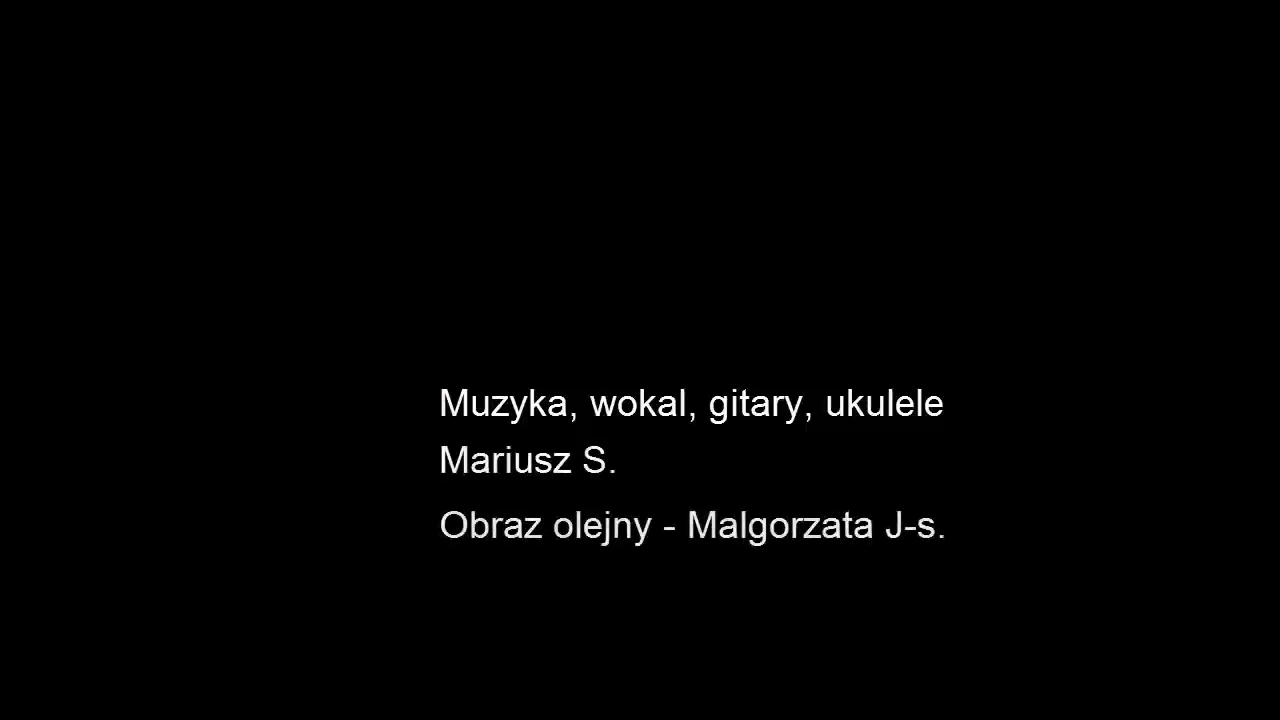 Muzyka, wokal, gitary, ukulele
Mariusz S.
Obraz olejny - Malgorzata J-s.